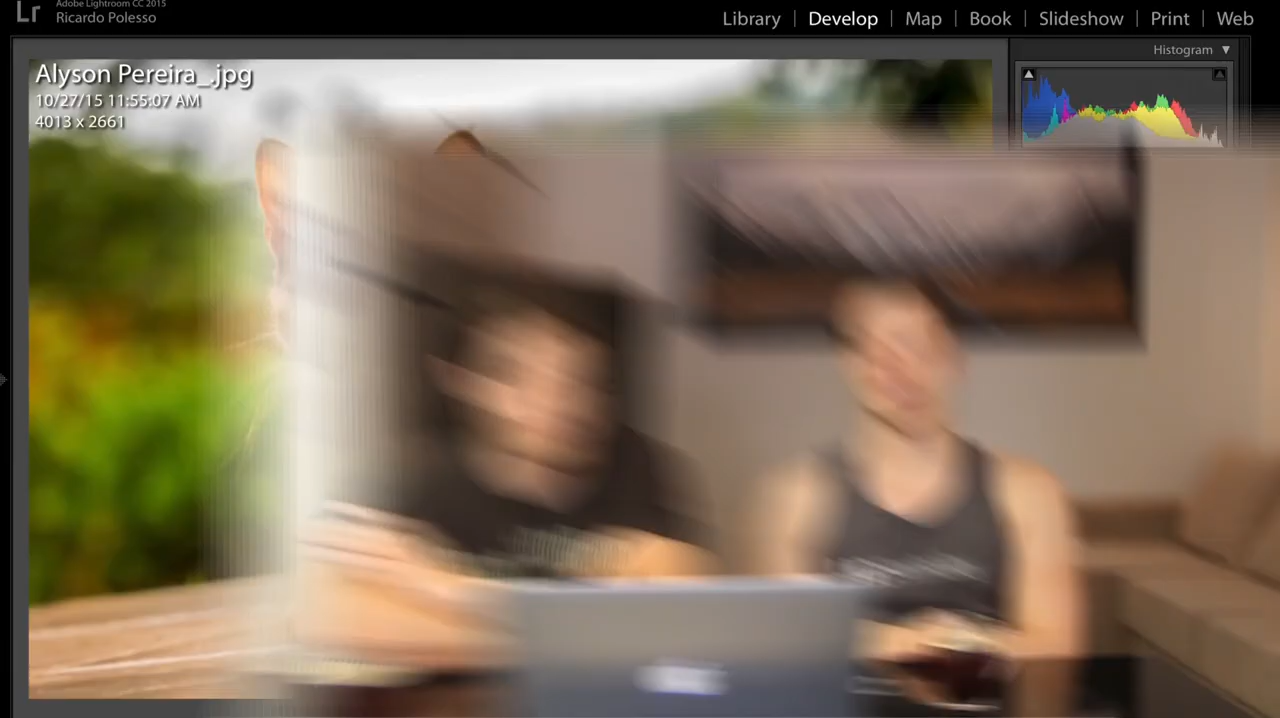 Lr
Adobe Lightroom CC 2015
Ricardo Polesso
Library | Develop | Map | Book | Slideshow | Print | Web
Histogram ▼
Alyson Pereira_.jpg
10/27/15 11:55:07 AM
4013 x 2661